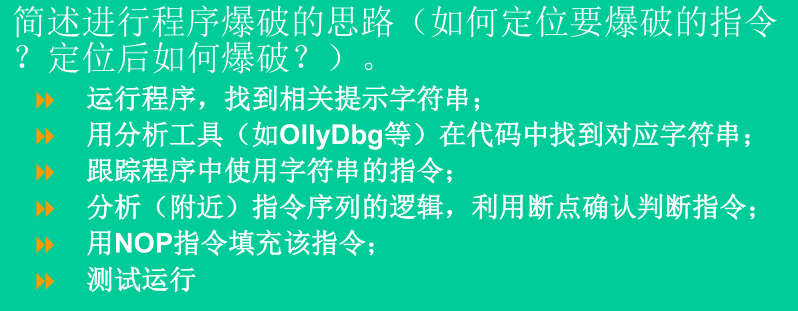 简述进行程序爆破的思路（如何定位要爆破的指令
？定位后如何爆破？）。
运行程序，找到相关提示字符串；
用分析工具（如OllyDbg等）在代码中找到对应字符串；
跟踪程序中使用字符串的指令；
分析（附近）指令序列的逻辑，利用断点确认判断指令；
用NOP指令填充该指令；
测试运行